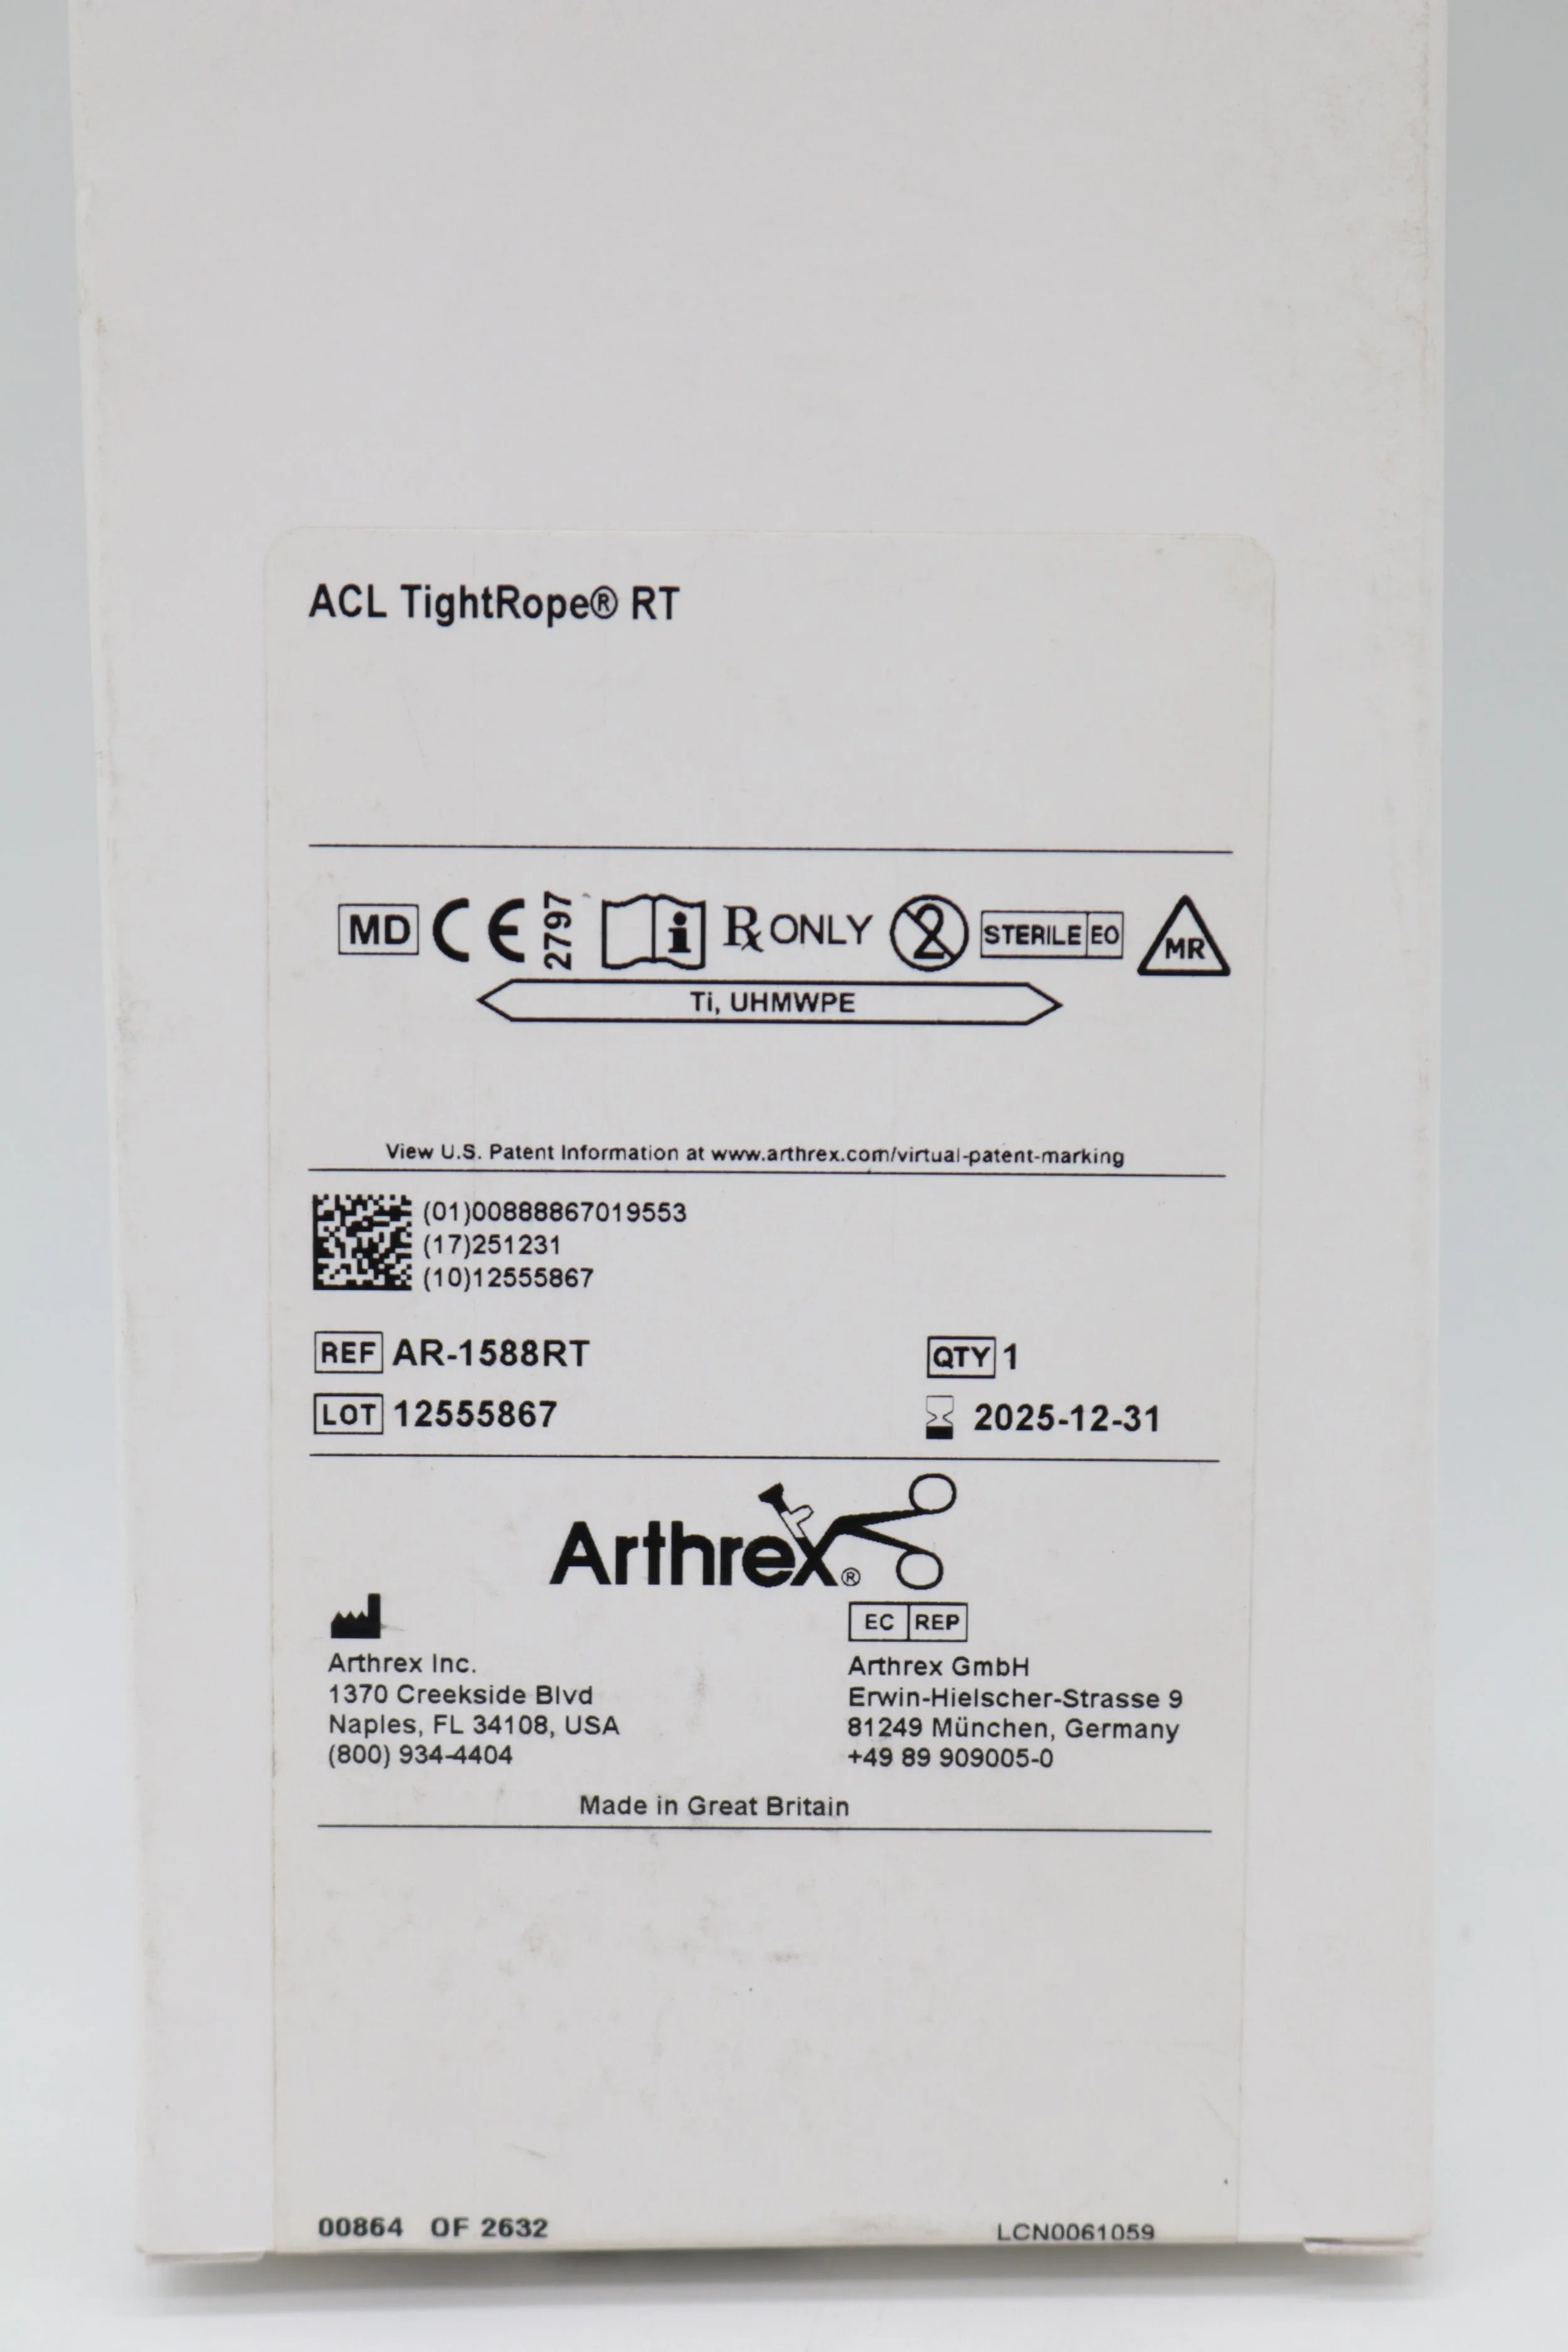 ACL TightRope® RT
MD CE 2797 i Rx ONLY 2 STERILE EO MR
Ti, UHMWPE
View U.S. Patent Information at www.arthrex.com/virtual-patent-marking
(01)00888867019553
(17)251231
(10)12555867
REF AR-1588RT QTY 1
LOT 12555867 2025-12-31
Arthrex®
EC REP
Arthrex Inc.
1370 Creekside Blvd
Naples, FL 34108, USA
(800) 934-4404
Arthrex GmbH
Erwin-Hielscher-Strasse 9
81249 München, Germany
+49 89 909005-0
Made in Great Britain
00864 OF 2632 LCN0061059